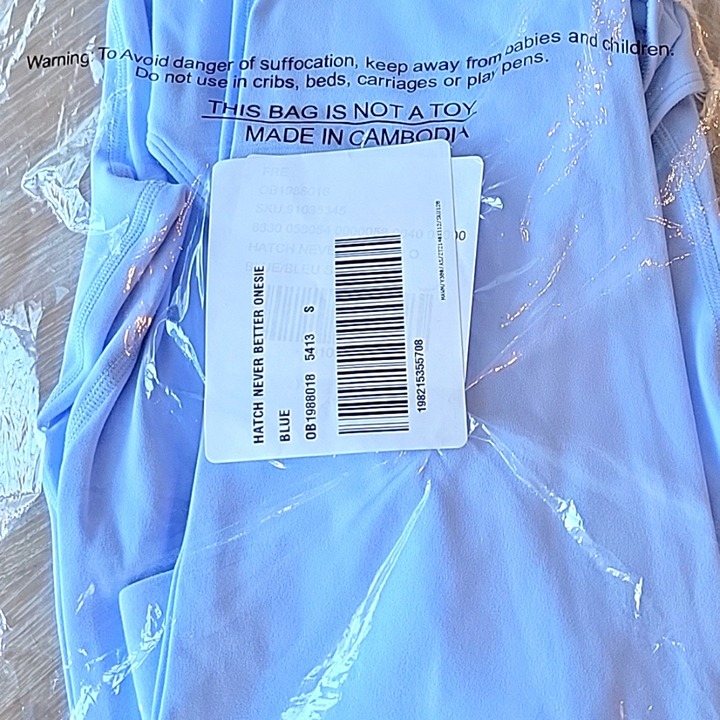 Warning: To Avoid danger of suffocation, keep away from babies and children.
Do not use in cribs, beds, carriages or play pens.
THIS BAG IS NOT A TOY
MADE IN CAMBODIA
HATCH NEVER BETTER ONESIE
BLUE
OB1988018 5413 S
198215355708